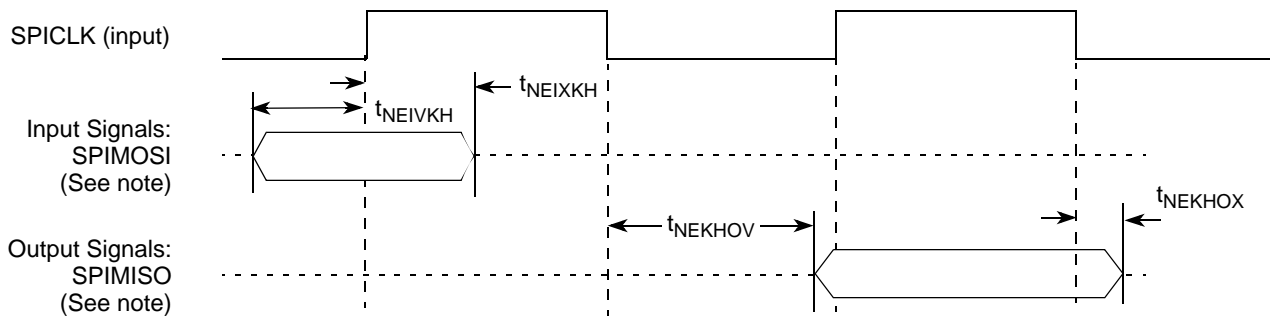 SPICLK (input)
tNEIXKH
tNEIVKH
Input Signals:
SPIMOSI
(See note)
tNEKHOX
tNEKHOV
Output Signals:
SPIMISO
(See note)